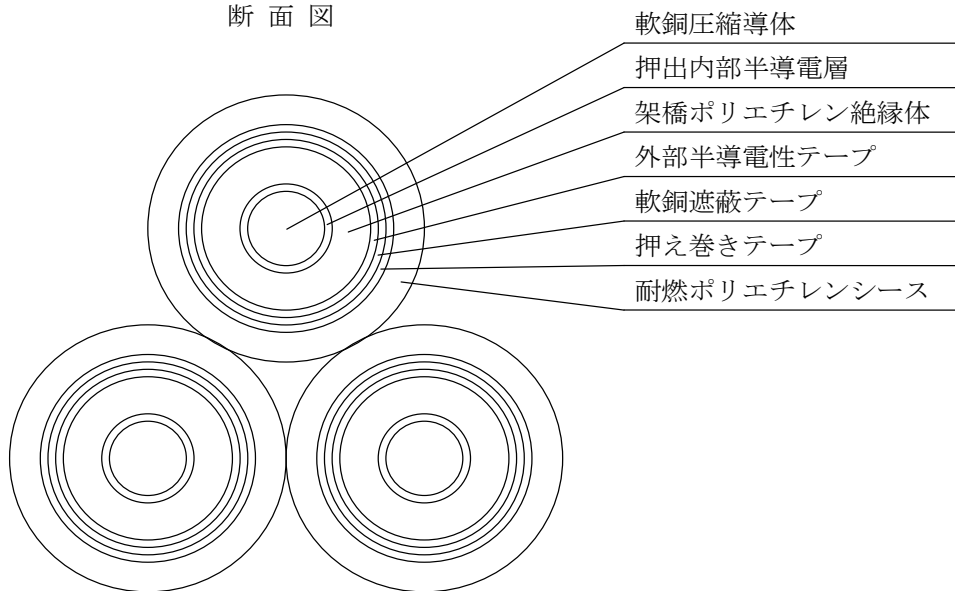 断面図
軟銅圧縮導体
押出内部半導電層
架橋ポリエチレン絶縁体
外部半導電性テープ
軟銅遮蔽テープ
押え巻きテープ
耐燃ポリエチレンシース